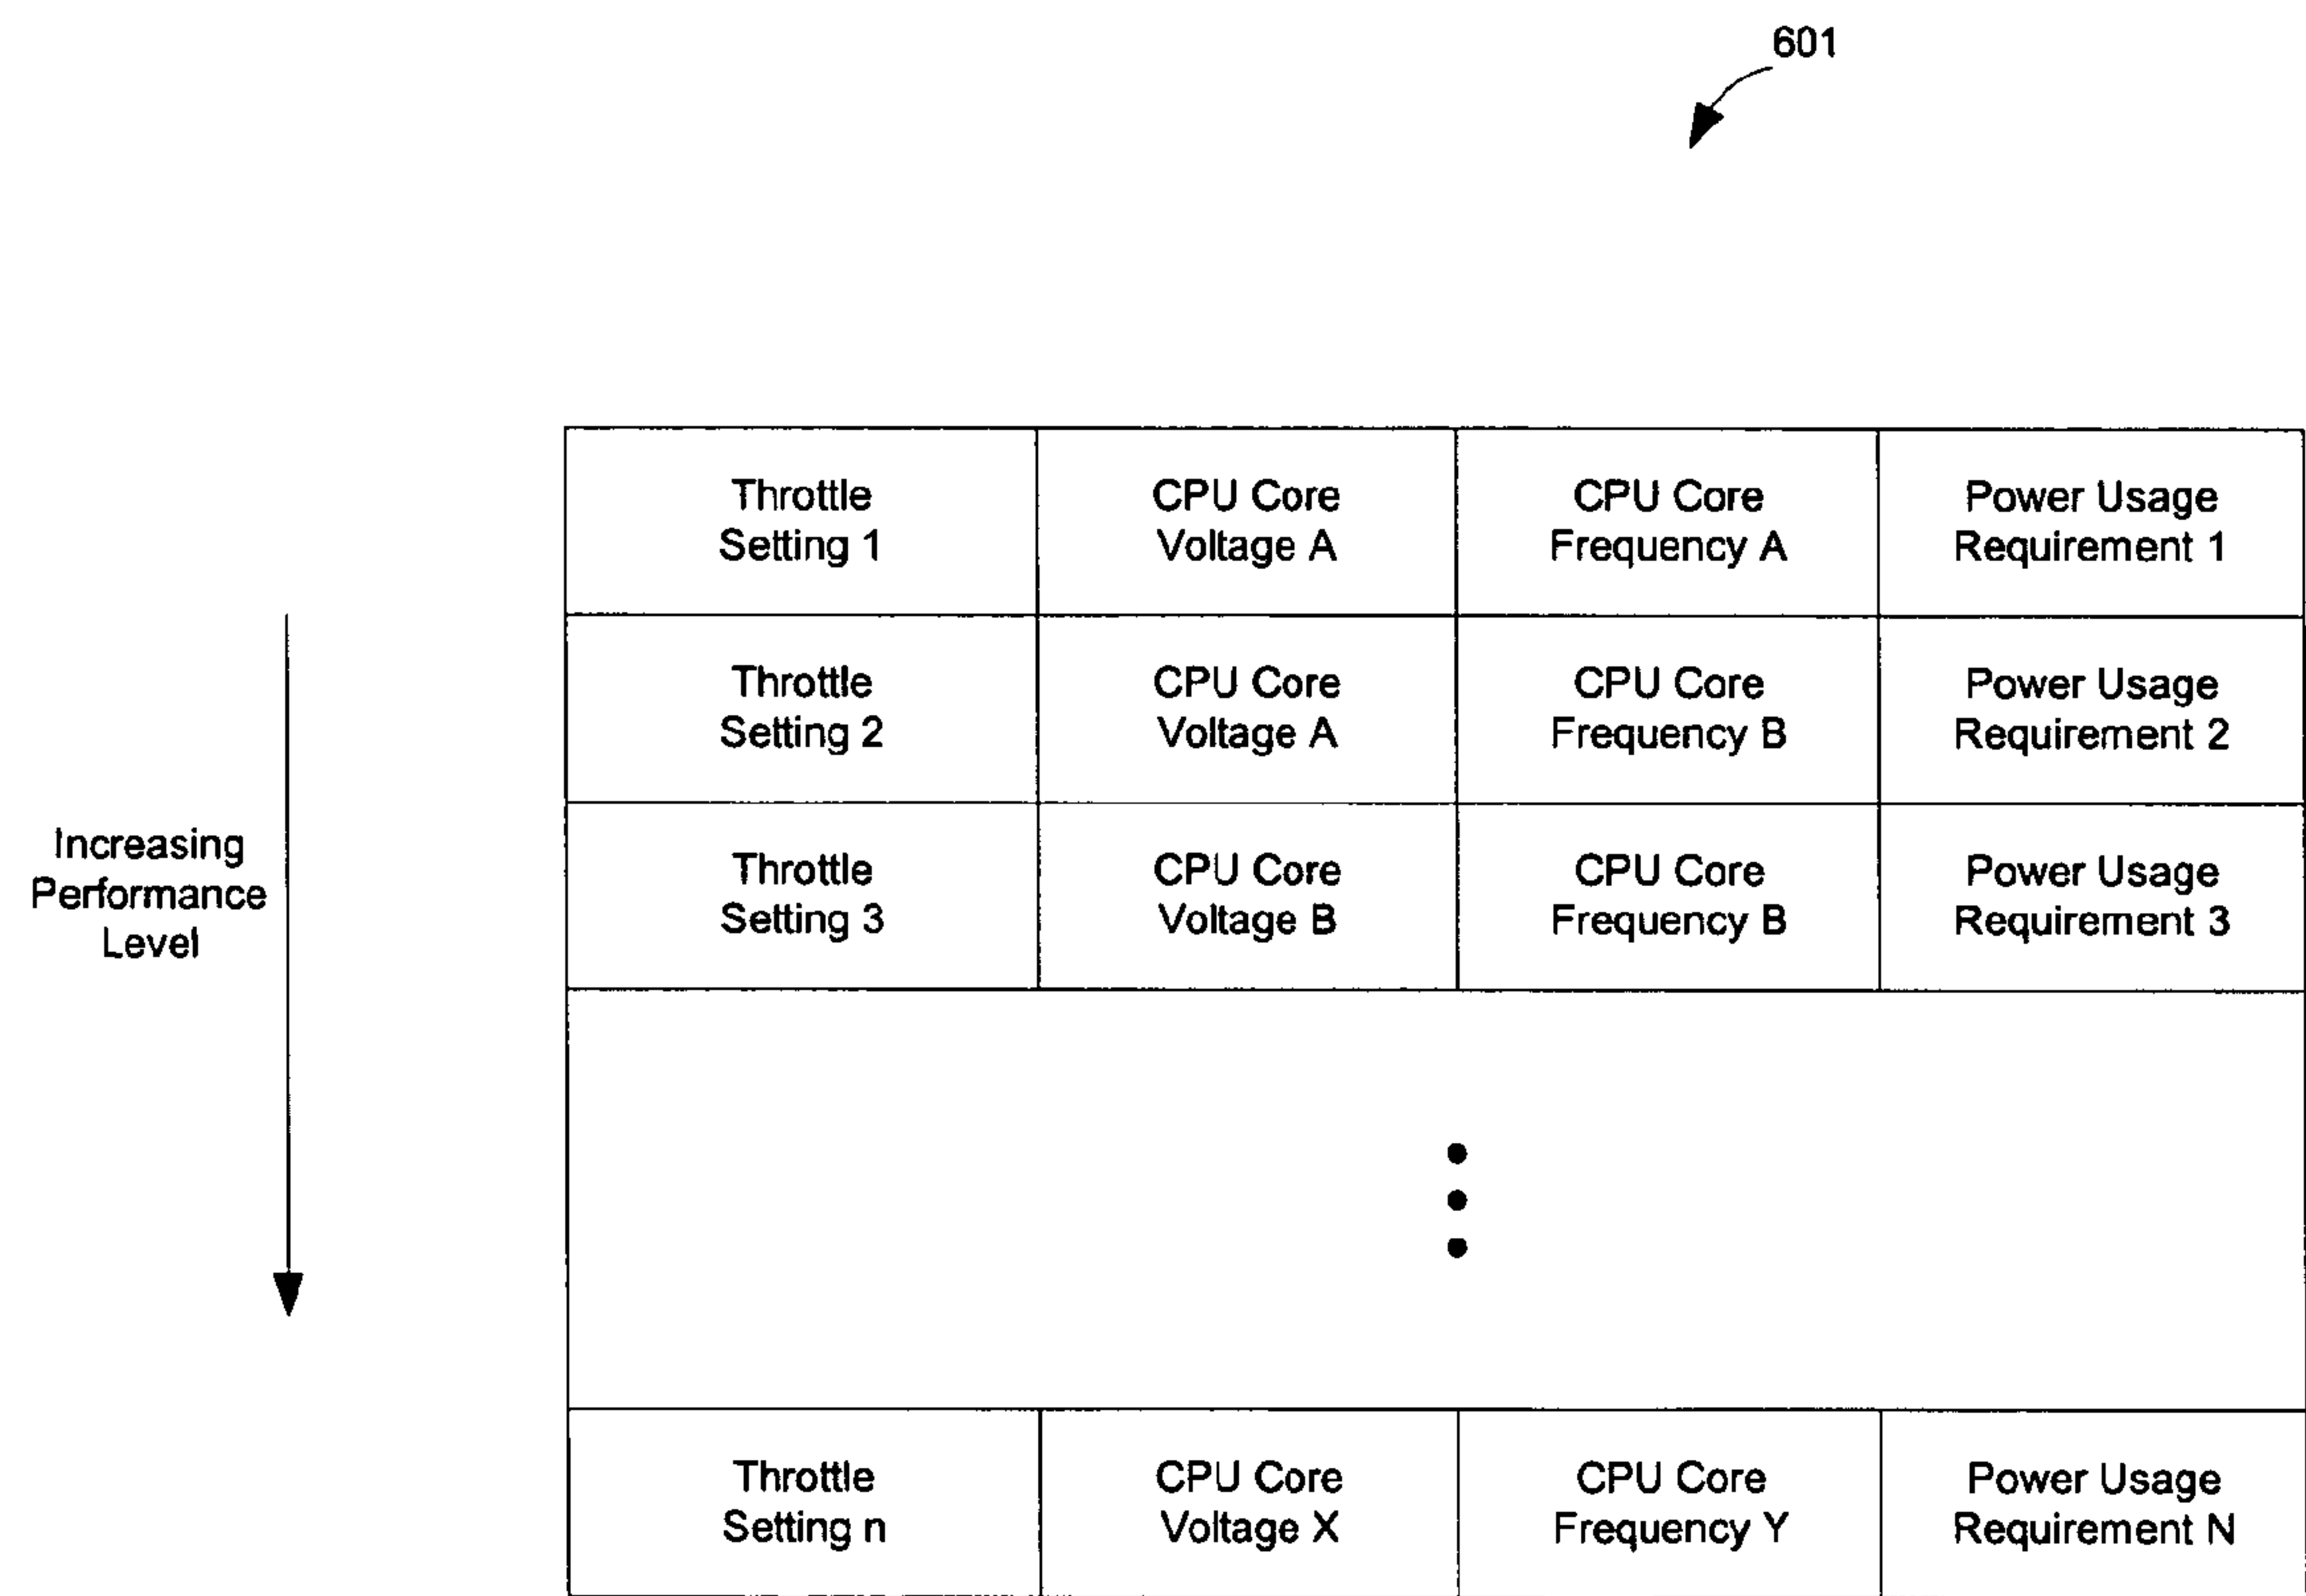 601
Throttle
Setting 1
CPU Core
Voltage A
CPU Core
Frequency A
Power Usage
Requirement 1
Throttle
Setting 2
CPU Core
Voltage A
CPU Core
Frequency B
Power Usage
Requirement 2
Increasing
Performance
Level
Throttle
Setting 3
CPU Core
Voltage B
CPU Core
Frequency B
Power Usage
Requirement 3
Throttle
Setting n
CPU Core
Voltage X
CPU Core
Frequency Y
Power Usage
Requirement N